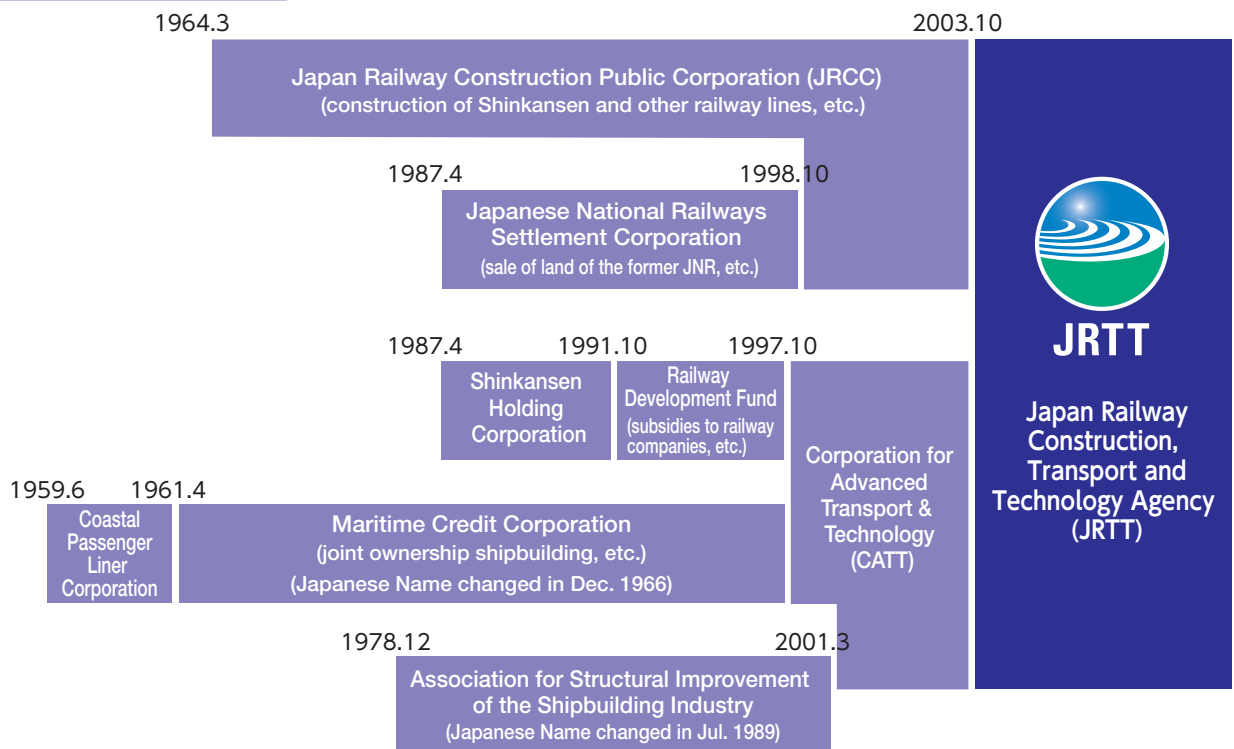 1964.3
2003.10
Japan Railway Construction Public Corporation (JRCC)
(construction of Shinkansen and other railway lines, etc.)
1987.4
1998.10
Japanese National Railways
Settlement Corporation
(sale of land of the former JNR, etc.)
1987.4
1991.10
1997.10
Shinkansen
Holding
Corporation
Railway
Development Fund
(subsidies to railway
companies, etc.)
Corporation for
Advanced
Transport &
Technology
(CATT)
1959.6
1961.4
Coastal
Passenger
Liner
Corporation
Maritime Credit Corporation
(joint ownership shipbuilding, etc.)
(Japanese Name changed in Dec. 1966)
1978.12
2001.3
Association for Structural Improvement
of the Shipbuilding Industry
(Japanese Name changed in Jul. 1989)
JRTT
Japan Railway
Construction,
Transport and
Technology Agency
(JRTT)